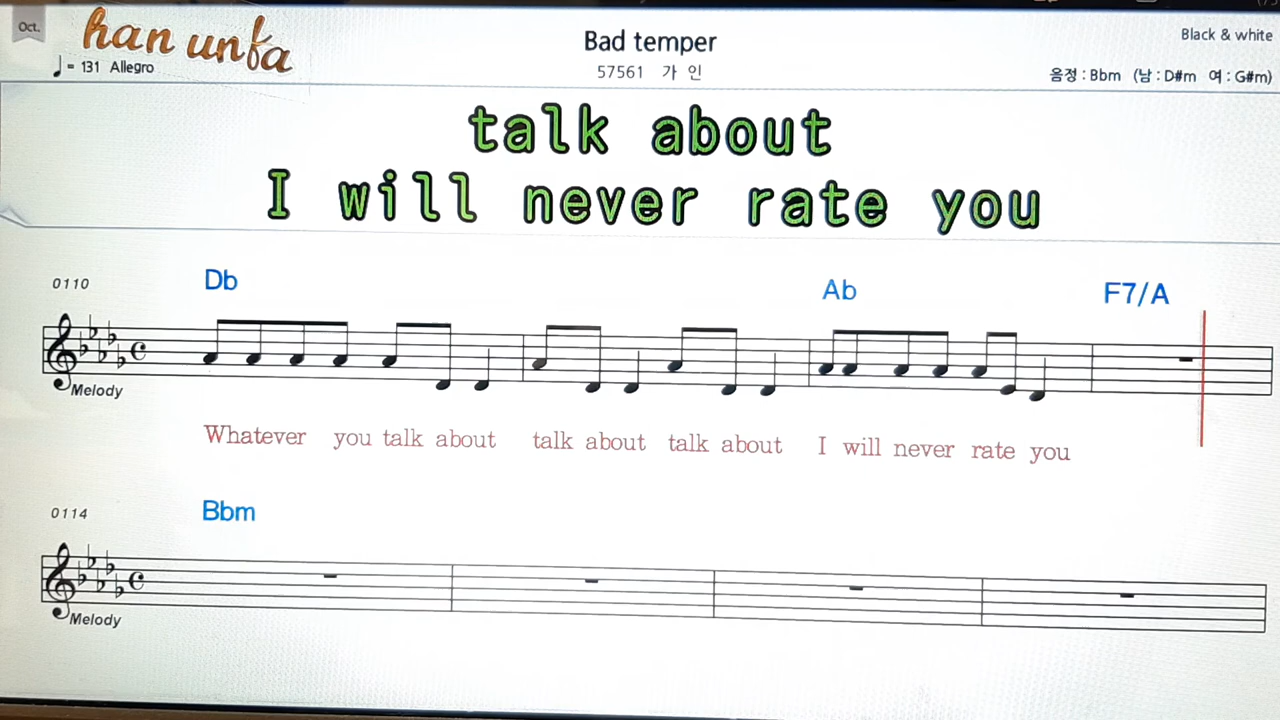 Oct.
han unfa
♩= 131 Allegro
Bad temper
57561 가 인
Black & white
음정 : Bbm (남 : D#m 여 : G#m)
talk about
I will never rate you
0110 Db Ab F7/A
Melody
Whatever you talk about talk about talk about I will never rate you
0114 Bbm
Melody